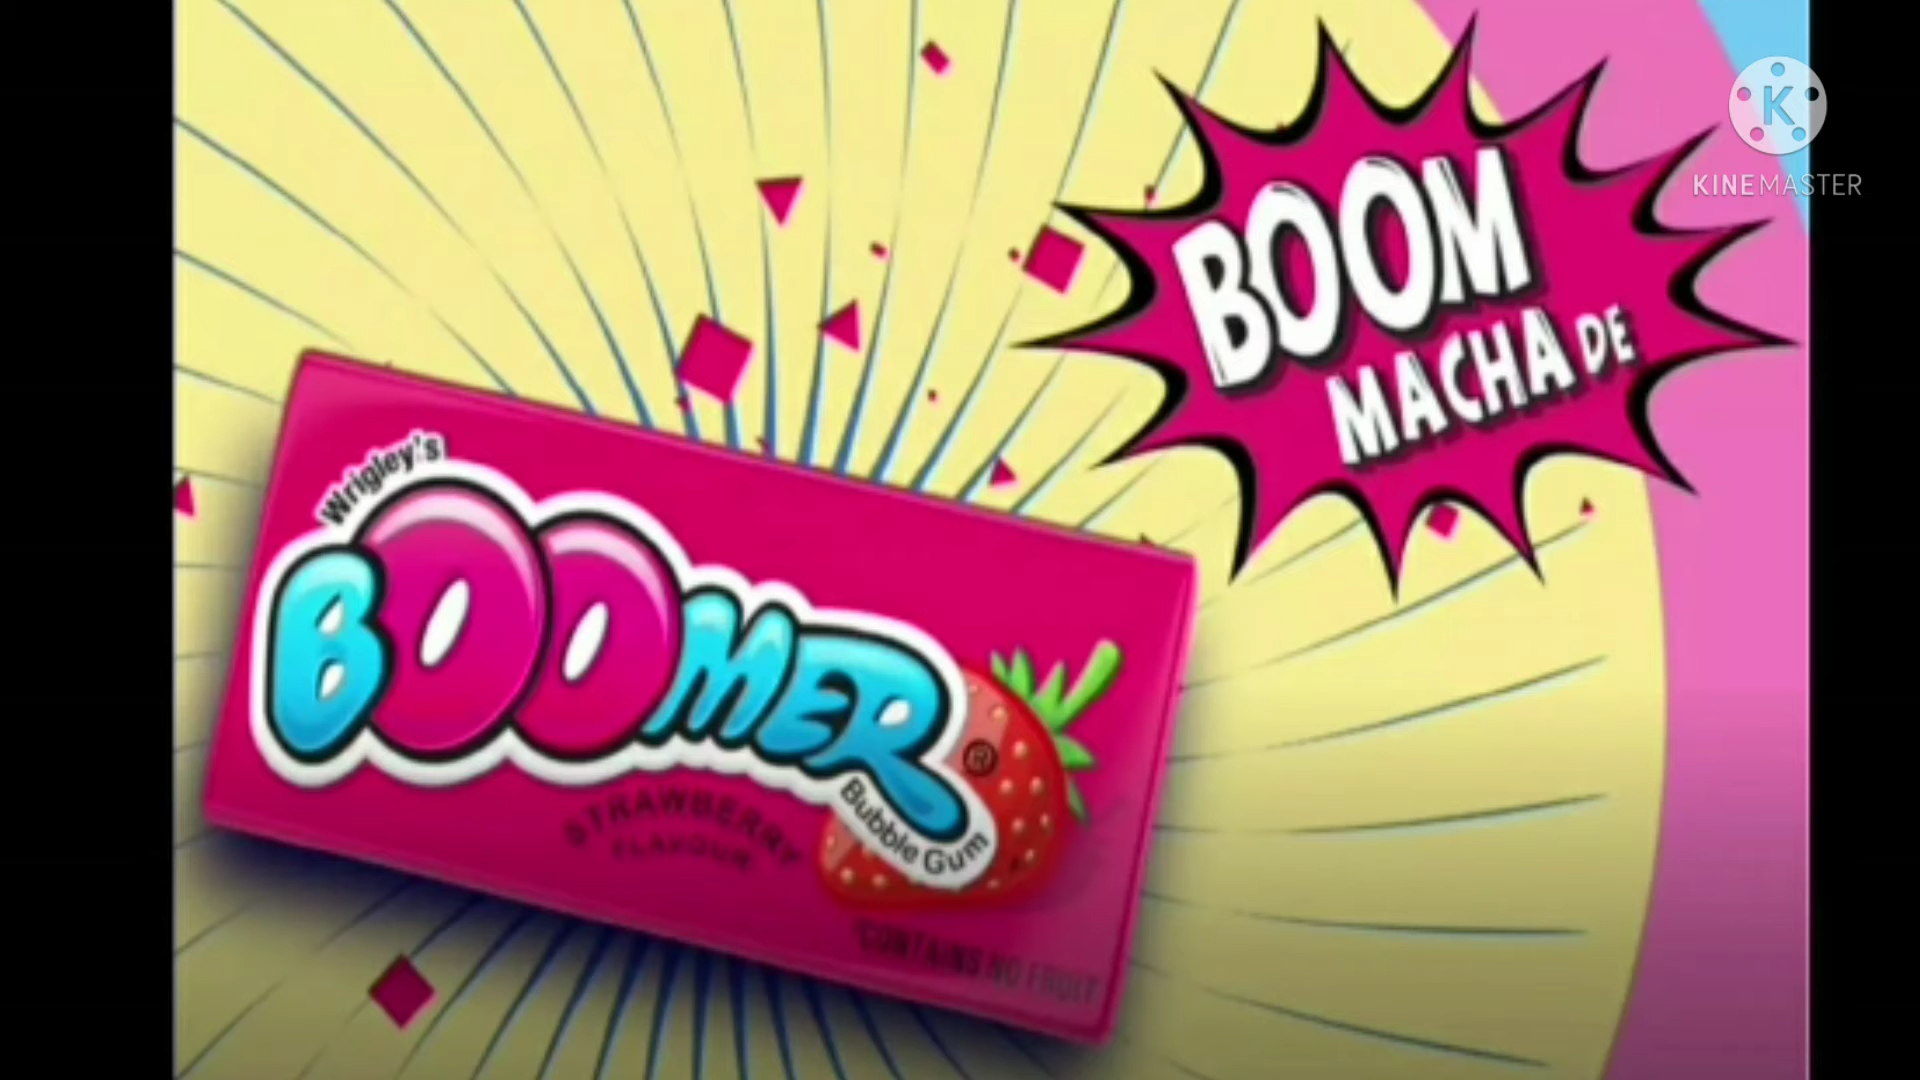 BOOM
MACHA DE
KINEMASTER
Wrigley's
BOOMER
®
Bubble Gum
STRAWBERRY
FLAVOUR
*CONTAINS NO FRUIT